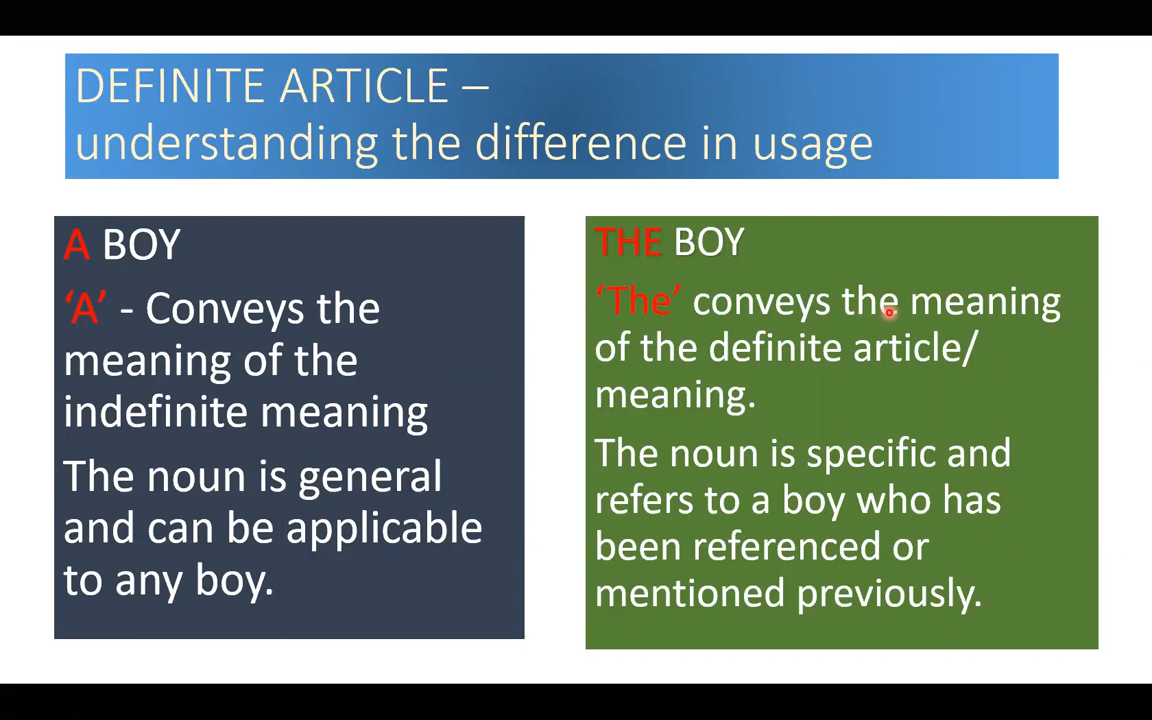 DEFINITE ARTICLE –
understanding the difference in usage
A BOY
‘A’ - Conveys the
meaning of the
indefinite meaning
The noun is general
and can be applicable
to any boy.
THE BOY
‘The’ conveys the meaning
of the definite article/
meaning.
The noun is specific and
refers to a boy who has
been referenced or
mentioned previously.